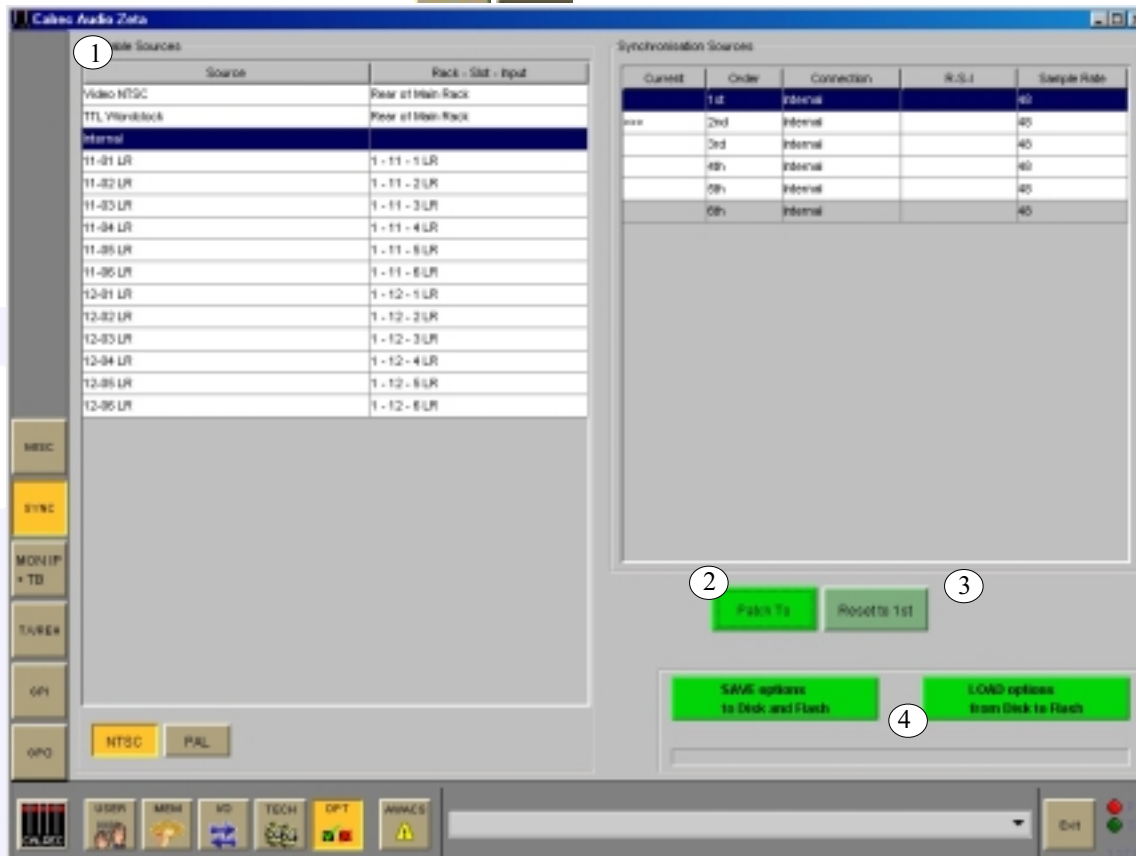 Calrec Audio Zeta
1
Sources
Source
Rack - Slot - Input
Video NTSC
Rear of Main Rack
TTL Wordclock
Rear of Main Rack
Internal
11-01 LR
1 - 11 - 1 LR
11-02 LR
1 - 11 - 2 LR
11-03 LR
1 - 11 - 3 LR
11-04 LR
1 - 11 - 4 LR
11-05 LR
1 - 11 - 5 LR
11-06 LR
1 - 11 - 6 LR
12-01 LR
1 - 12 - 1 LR
12-02 LR
1 - 12 - 2 LR
12-03 LR
1 - 12 - 3 LR
12-04 LR
1 - 12 - 4 LR
12-05 LR
1 - 12 - 5 LR
12-06 LR
1 - 12 - 6 LR
NTSC
PAL
Synchronisation Sources
Current
Order
Connection
R.S.I
Sample Rate
1st
Internal
48
2nd
Internal
48
3rd
Internal
48
4th
Internal
48
5th
Internal
48
6th
Internal
48
2
Patch To
Reset to 1st
3
SAVE options
to Disk and Flash
4
LOAD options
from Disk to Flash
MISC
SYNC
MON IP
+ TB
GPI
GPO
CALREC
USER
MEM
I/O
TECH
OPT
AWACS
Exit